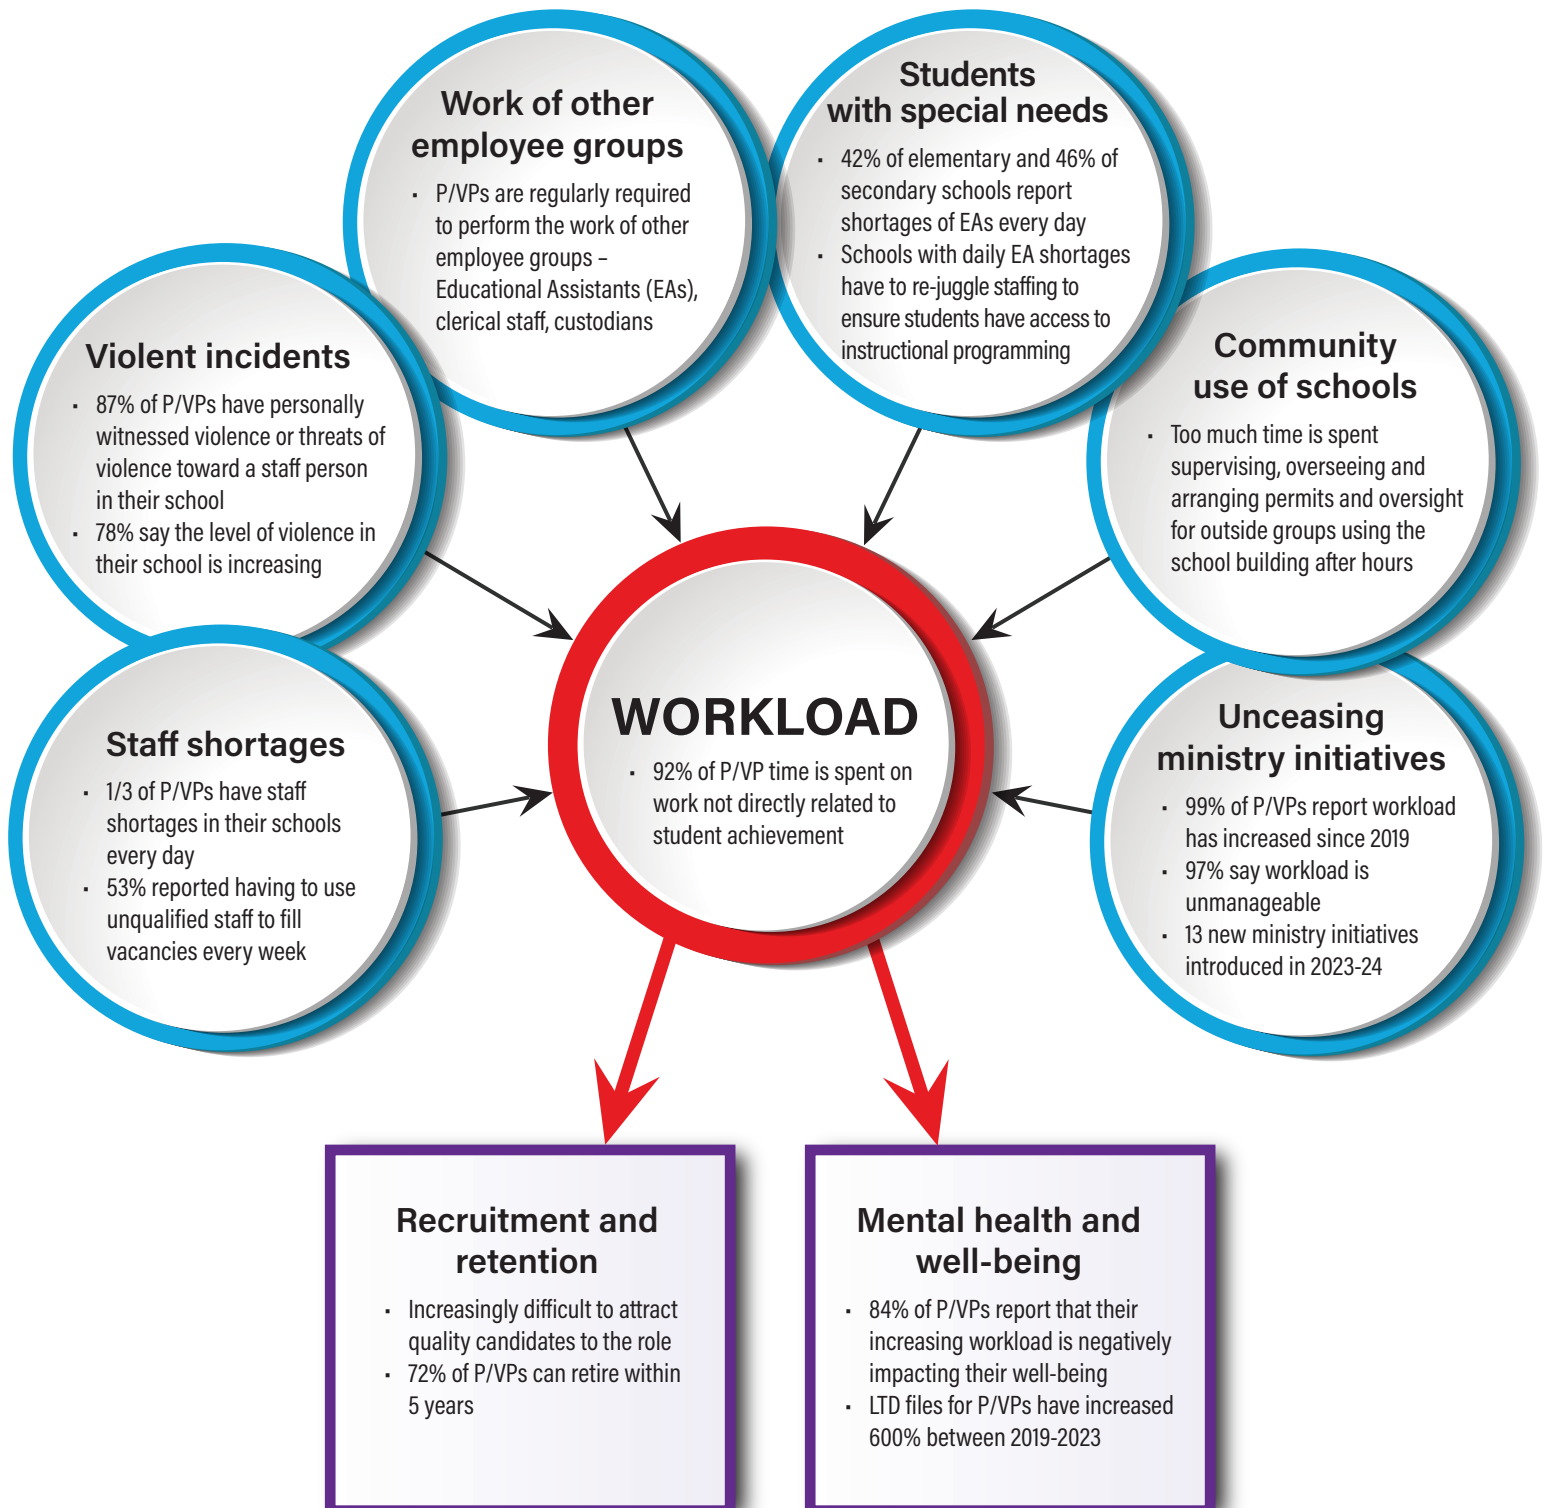 Work of other
employee groups
▪ P/VPs are regularly required
to perform the work of other
employee groups –
Educational Assistants (EAs),
clerical staff, custodians
Students
with special needs
▪ 42% of elementary and 46% of
secondary schools report
shortages of EAs every day
▪ Schools with daily EA shortages
have to re-juggle staffing to
ensure students have access to
instructional programming
Violent incidents
▪ 87% of P/VPs have personally
witnessed violence or threats of
violence toward a staff person
in their school
▪ 78% say the level of violence in
their school is increasing
Community
use of schools
▪ Too much time is spent
supervising, overseeing and
arranging permits and oversight
for outside groups using the
school building after hours
Staff shortages
▪ 1/3 of P/VPs have staff
shortages in their schools
every day
▪ 53% reported having to use
unqualified staff to fill
vacancies every week
WORKLOAD
▪ 92% of P/VP time is spent on
work not directly related to
student achievement
Unceasing
ministry initiatives
▪ 99% of P/VPs report workload
has increased since 2019
▪ 97% say workload is
unmanageable
▪ 13 new ministry initiatives
introduced in 2023-24
Recruitment and
retention
▪ Increasingly difficult to attract
quality candidates to the role
▪ 72% of P/VPs can retire within
5 years
Mental health and
well-being
▪ 84% of P/VPs report that their
increasing workload is negatively
impacting their well-being
▪ LTD files for P/VPs have increased
600% between 2019-2023